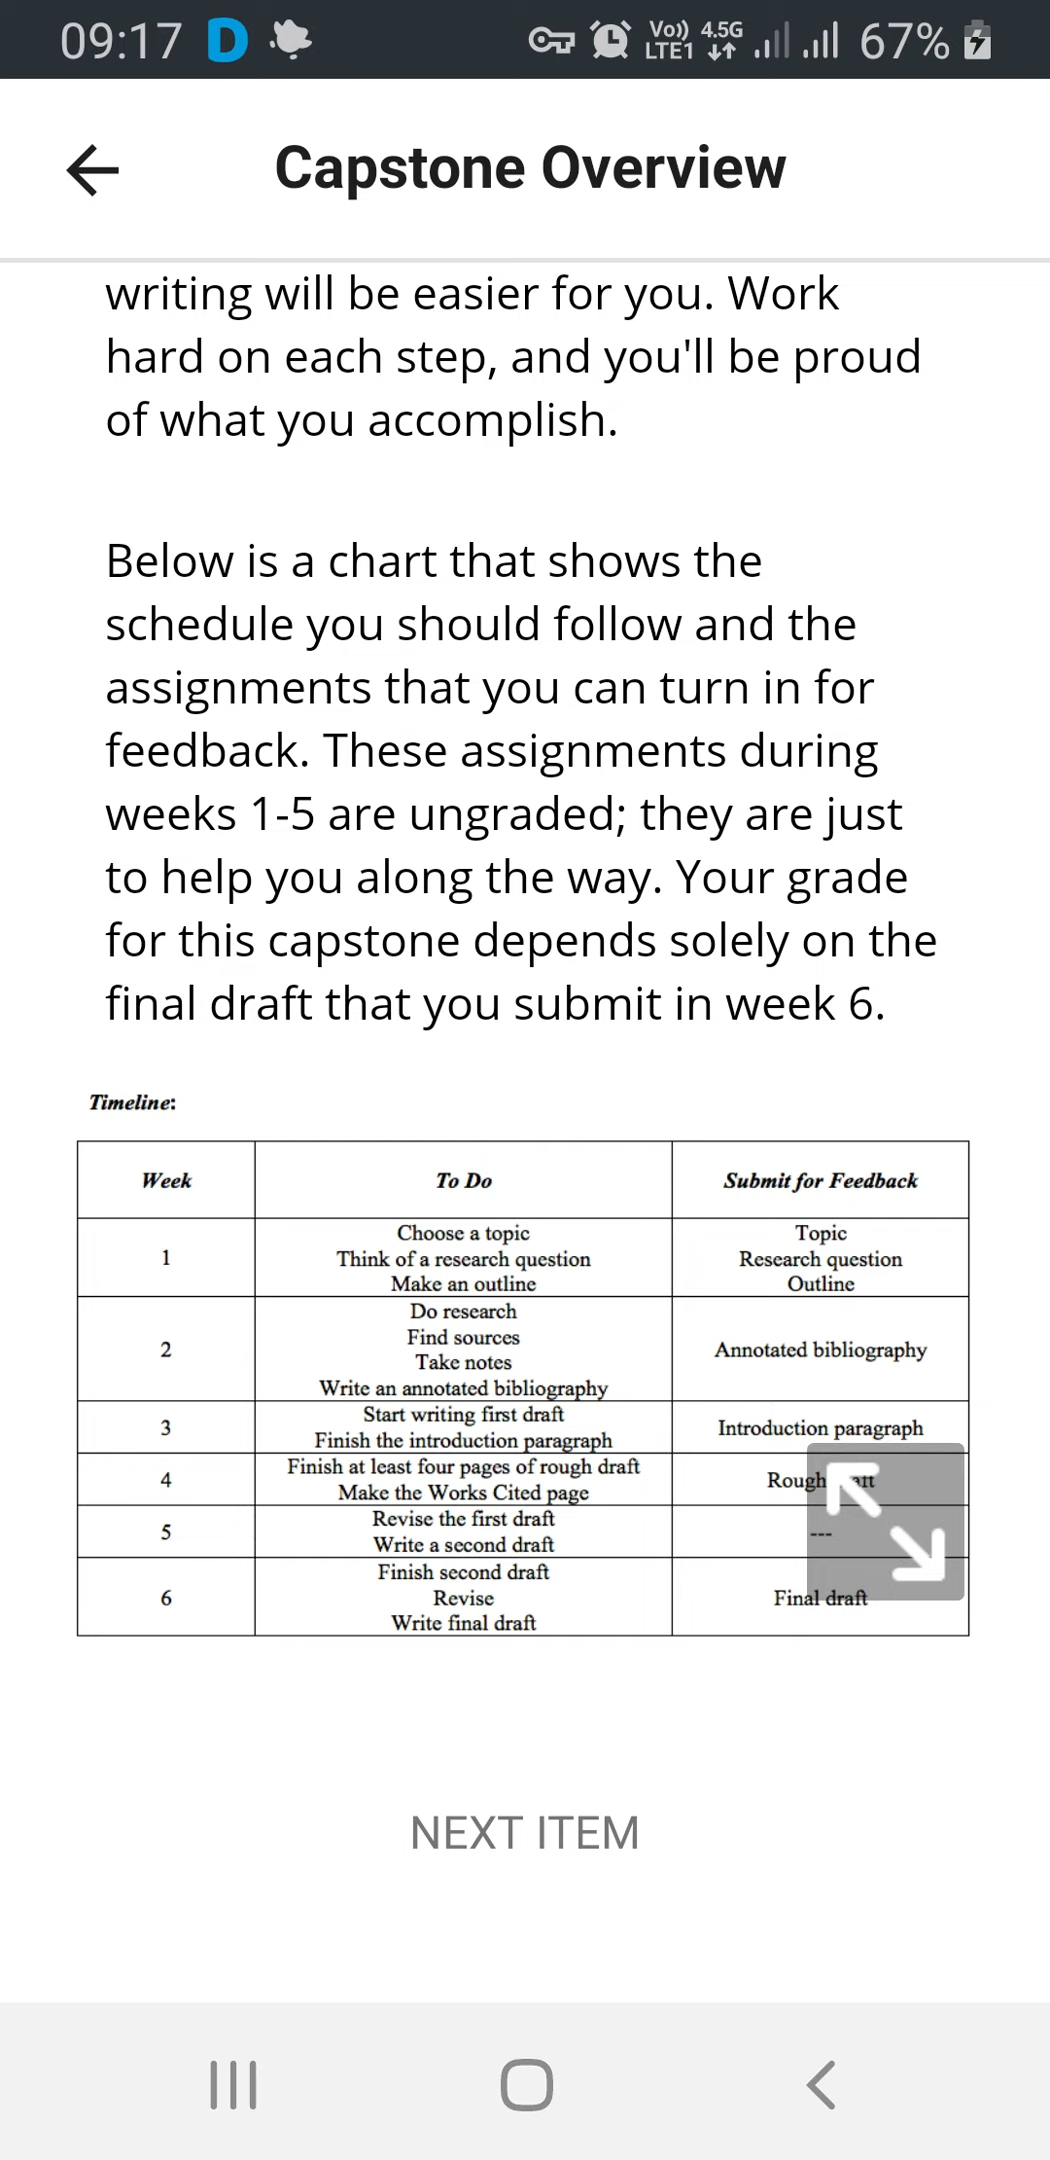 09:17 D Vo)) LTE1 4.5G 67%
Capstone Overview
writing will be easier for you. Work
hard on each step, and you'll be proud
of what you accomplish.
Below is a chart that shows the
schedule you should follow and the
assignments that you can turn in for
feedback. These assignments during
weeks 1-5 are ungraded; they are just
to help you along the way. Your grade
for this capstone depends solely on the
final draft that you submit in week 6.
Timeline:
Week To Do Submit for Feedback
1
Choose a topic
Think of a research question
Make an outline
Topic
Research question
Outline
2
Do research
Find sources
Take notes
Write an annotated bibliography
Annotated bibliography
3
Start writing first draft
Finish the introduction paragraph
Introduction paragraph
4
Finish at least four pages of rough draft
Make the Works Cited page
Rough
5
Revise the first draft
Write a second draft
---
6
Finish second draft
Revise
Write final draft
Final draft
NEXT ITEM